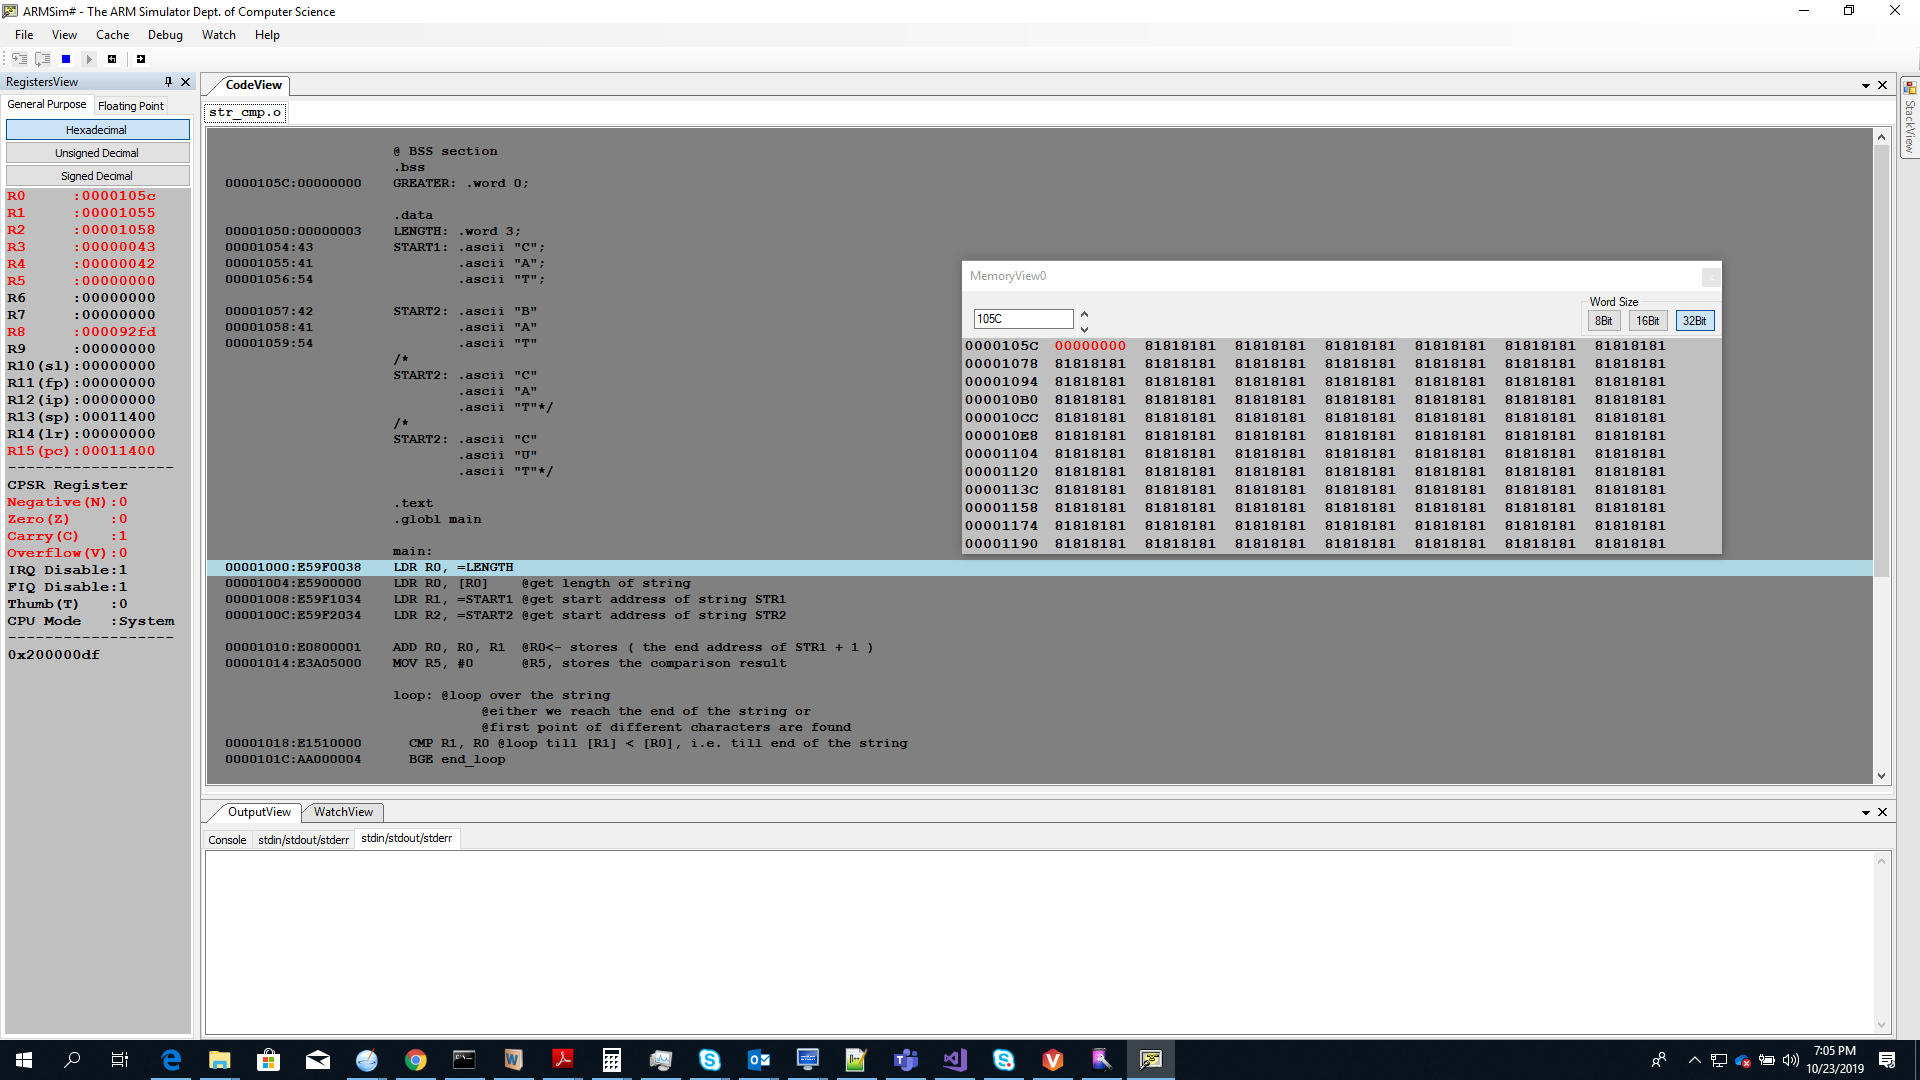 ARMSim# - The ARM Simulator Dept. of Computer Science
File View Cache Debug Watch Help
RegistersView
General Purpose Floating Point
Hexadecimal
Unsigned Decimal
Signed Decimal
R0 :0000105c
R1 :00001055
R2 :00001058
R3 :00000043
R4 :00000042
R5 :00000000
R6 :00000000
R7 :00000000
R8 :000092fd
R9 :00000000
R10(sl):00000000
R11(fp):00000000
R12(ip):00000000
R13(sp):00011400
R14(lr):00000000
R15(pc):00011400
------------------
CPSR Register
Negative(N):0
Zero(Z) :0
Carry(C) :1
Overflow(V):0
IRQ Disable:1
FIQ Disable:1
Thumb(T) :0
CPU Mode :System
------------------
0x200000df
CodeView
str_cmp.o
@ BSS section
.bss
0000105C:00000000 GREATER: .word 0;
.data
00001050:00000003 LENGTH: .word 3;
00001054:43 START1: .ascii "C";
00001055:41 .ascii "A";
00001056:54 .ascii "T";
00001057:42 START2: .ascii "B"
00001058:41 .ascii "A"
00001059:54 .ascii "T"
/*
START2: .ascii "C"
.ascii "A"
.ascii "T"*/
/*
START2: .ascii "C"
.ascii "U"
.ascii "T"*/
.text
.globl main
main:
00001000:E59F0038 LDR R0, =LENGTH
00001004:E5900000 LDR R0, [R0] @get length of string
00001008:E59F1034 LDR R1, =START1 @get start address of string STR1
0000100C:E59F2034 LDR R2, =START2 @get start address of string STR2
00001010:E0800001 ADD R0, R0, R1 @R0<- stores ( the end address of STR1 + 1 )
00001014:E3A05000 MOV R5, #0 @R5, stores the comparison result
loop: @loop over the string
@either we reach the end of the string or
@first point of different characters are found
00001018:E1510000 CMP R1, R0 @loop till [R1] < [R0], i.e. till end of the string
0000101C:AA000004 BGE end_loop
MemoryView0
105C
Word Size
8Bit 16Bit 32Bit
0000105C 00000000 81818181 81818181 81818181 81818181 81818181 81818181
00001078 81818181 81818181 81818181 81818181 81818181 81818181 81818181
00001094 81818181 81818181 81818181 81818181 81818181 81818181 81818181
000010B0 81818181 81818181 81818181 81818181 81818181 81818181 81818181
000010CC 81818181 81818181 81818181 81818181 81818181 81818181 81818181
000010E8 81818181 81818181 81818181 81818181 81818181 81818181 81818181
00001104 81818181 81818181 81818181 81818181 81818181 81818181 81818181
00001120 81818181 81818181 81818181 81818181 81818181 81818181 81818181
0000113C 81818181 81818181 81818181 81818181 81818181 81818181 81818181
00001158 81818181 81818181 81818181 81818181 81818181 81818181 81818181
00001174 81818181 81818181 81818181 81818181 81818181 81818181 81818181
00001190 81818181 81818181 81818181 81818181 81818181 81818181 81818181
StackView
OutputView WatchView
Console stdin/stdout/stderr stdin/stdout/stderr
7:05 PM
10/23/2019